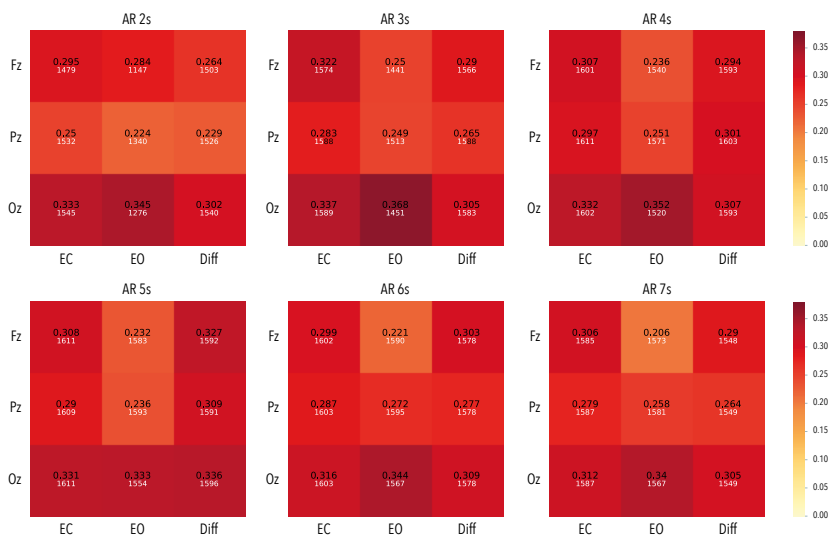 AR 2s
AR 3s
AR 4s
Fz
0.295
0.284
0.264
1479
1147
1503
Pz
0.25
0.224
0.229
1532
1340
1526
Oz
0.333
0.345
0.302
1545
1276
1540
EC
EO
Diff
Fz
0.322
0.25
0.29
1574
1441
1566
Pz
0.283
0.249
0.265
1588
1513
1588
Oz
0.337
0.368
0.305
1589
1451
1583
EC
EO
Diff
Fz
0.307
0.236
0.294
1601
1540
1593
Pz
0.297
0.251
0.301
1611
1571
1603
Oz
0.332
0.352
0.307
1602
1520
1593
EC
EO
Diff
0.35
0.30
0.25
0.20
0.15
0.10
0.05
0.00
AR 5s
AR 6s
AR 7s
Fz
0.308
0.232
0.327
1611
1583
1592
Pz
0.29
0.236
0.309
1609
1593
1591
Oz
0.331
0.333
0.336
1611
1554
1596
EC
EO
Diff
Fz
0.299
0.221
0.303
1602
1590
1578
Pz
0.287
0.272
0.277
1603
1595
1578
Oz
0.316
0.344
0.309
1603
1567
1578
EC
EO
Diff
Fz
0.306
0.206
0.29
1585
1573
1548
Pz
0.279
0.258
0.264
1587
1581
1549
Oz
0.312
0.34
0.305
1587
1567
1549
EC
EO
Diff
0.35
0.30
0.25
0.20
0.15
0.10
0.05
0.00